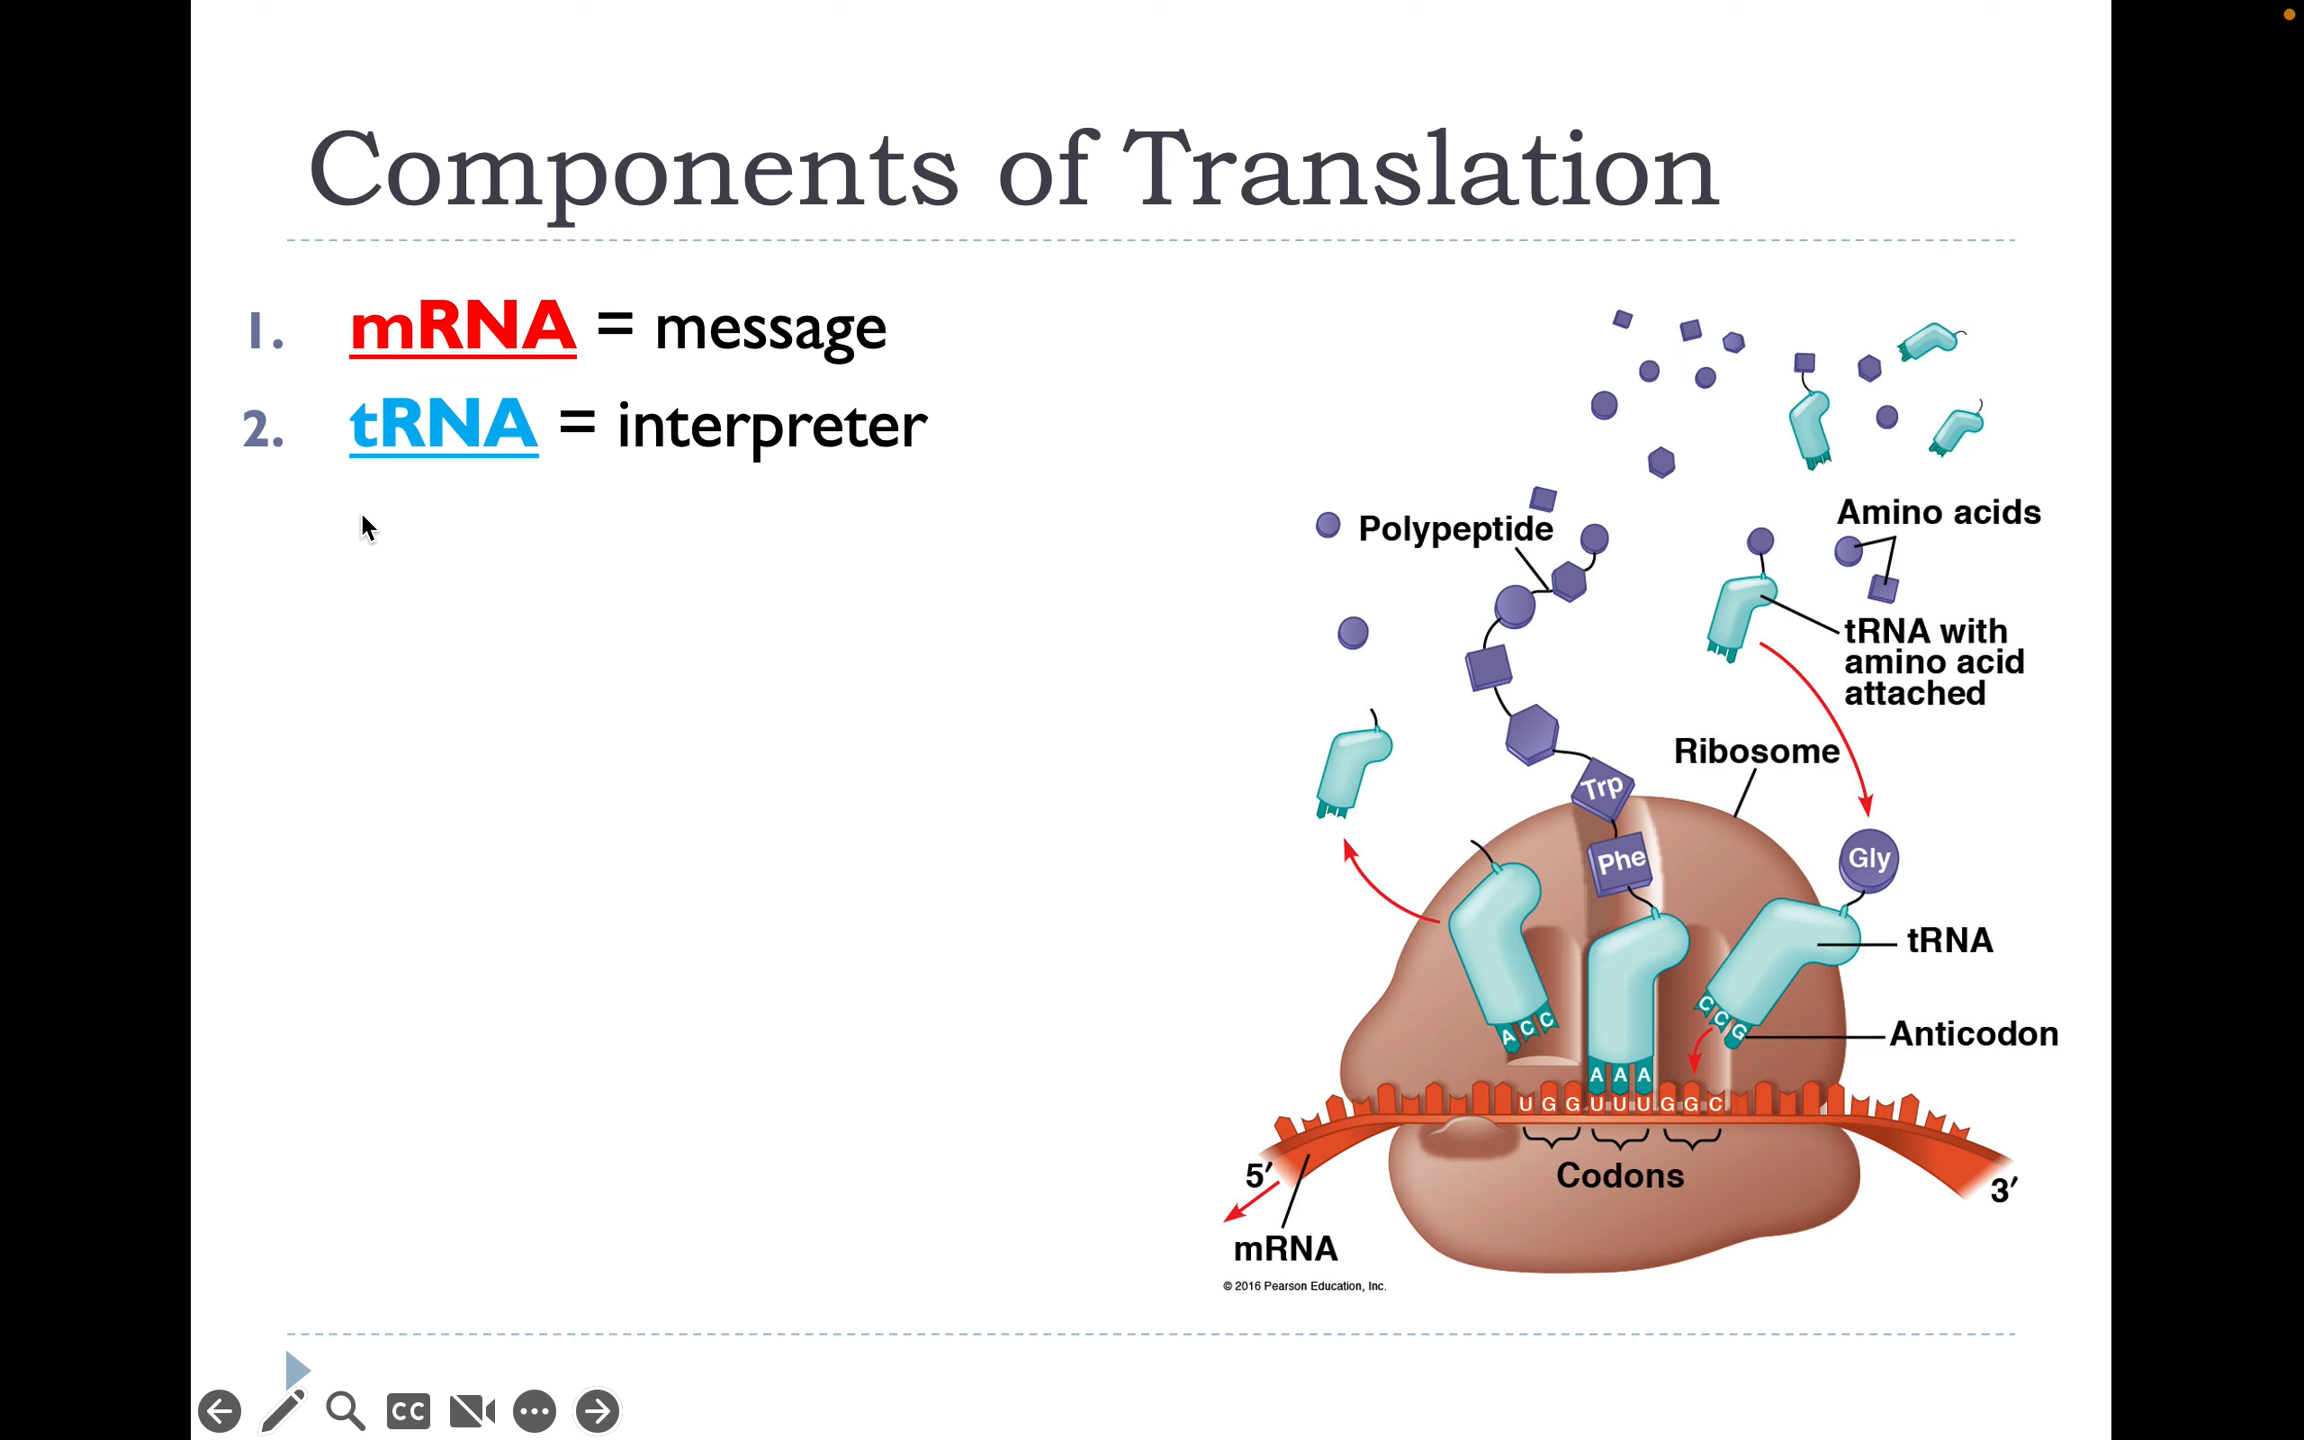 Components of Translation
1. mRNA = message
2. tRNA = interpreter
Polypeptide
Amino acids
tRNA with
amino acid
attached
Ribosome
Trp
Phe
Gly
tRNA
Anticodon
A C C
C C G
A A A
U G G U U U G G C
Codons
5′
3′
mRNA
© 2016 Pearson Education, Inc.
CC